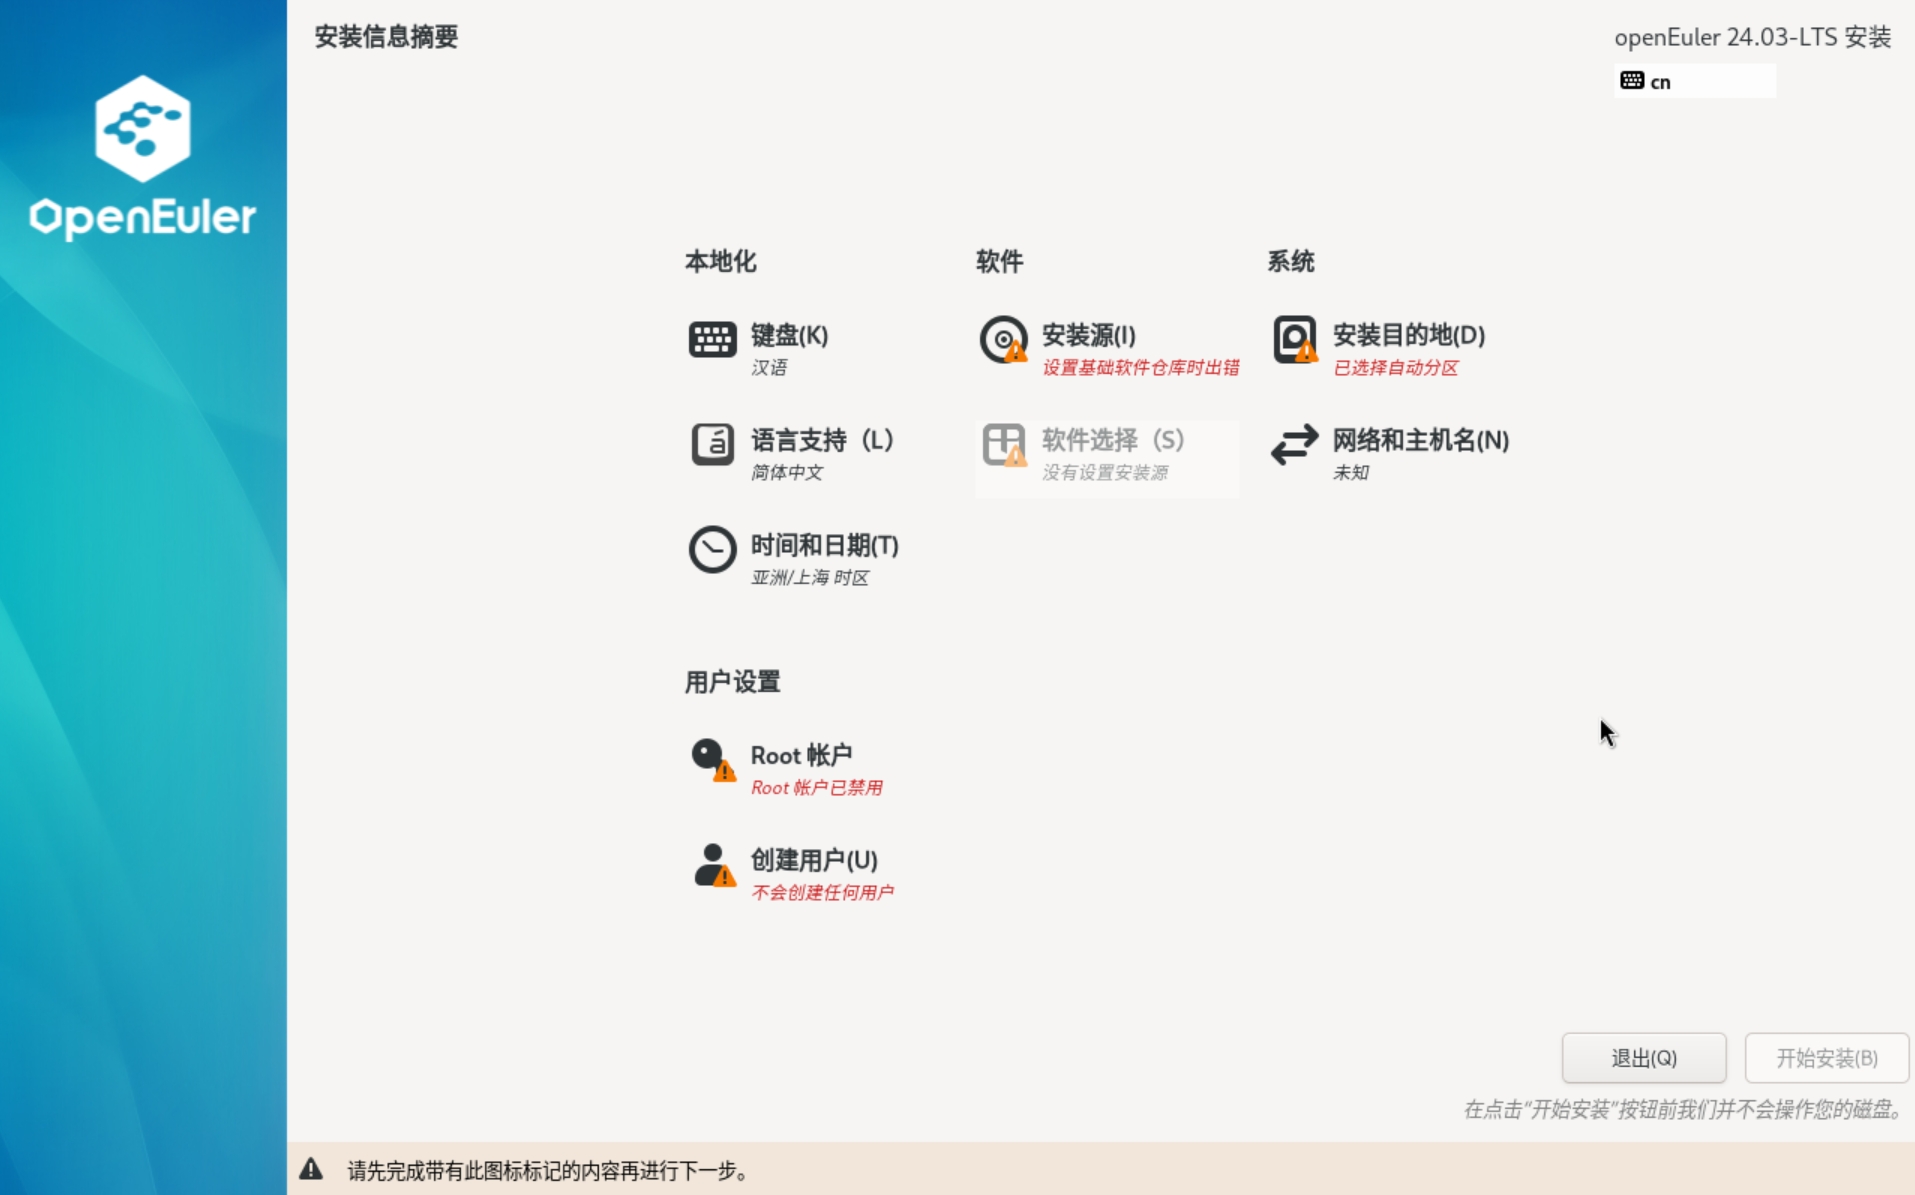 安装信息摘要
openEuler 24.03-LTS 安装
cn
OpenEuler
本地化
软件
系统
键盘(K)
汉语
安装源(I)
设置基础软件仓库时出错
安装目的地(D)
已选择自动分区
语言支持（L）
简体中文
软件选择（S）
没有设置安装源
网络和主机名(N)
未知
时间和日期(T)
亚洲/上海 时区
用户设置
Root 帐户
Root 帐户已禁用
创建用户(U)
不会创建任何用户
退出(Q)
开始安装(B)
在点击“开始安装”按钮前我们并不会操作您的磁盘。
请先完成带有此图标标记的内容再进行下一步。